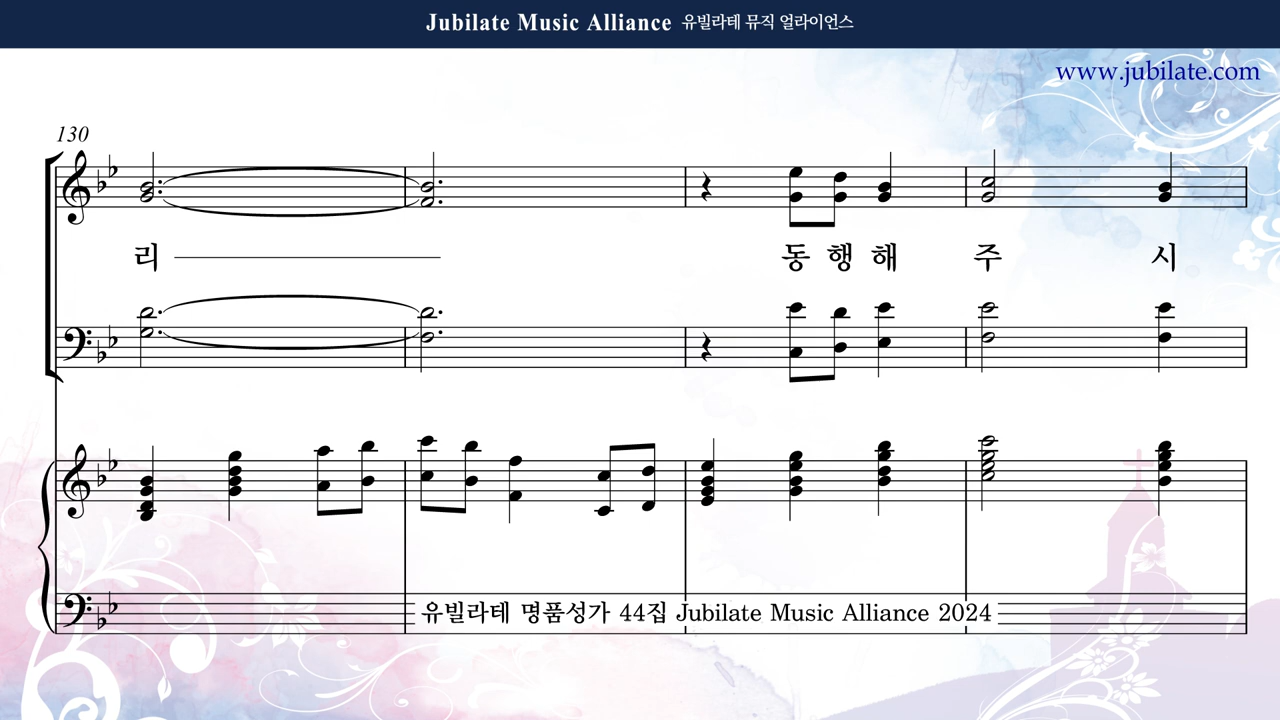 Jubilate Music Alliance 유빌라테 뮤직 얼라이언스
www.jubilate.com
130
리 동 행 해 주 시
유빌라테 명품성가 44집 Jubilate Music Alliance 2024